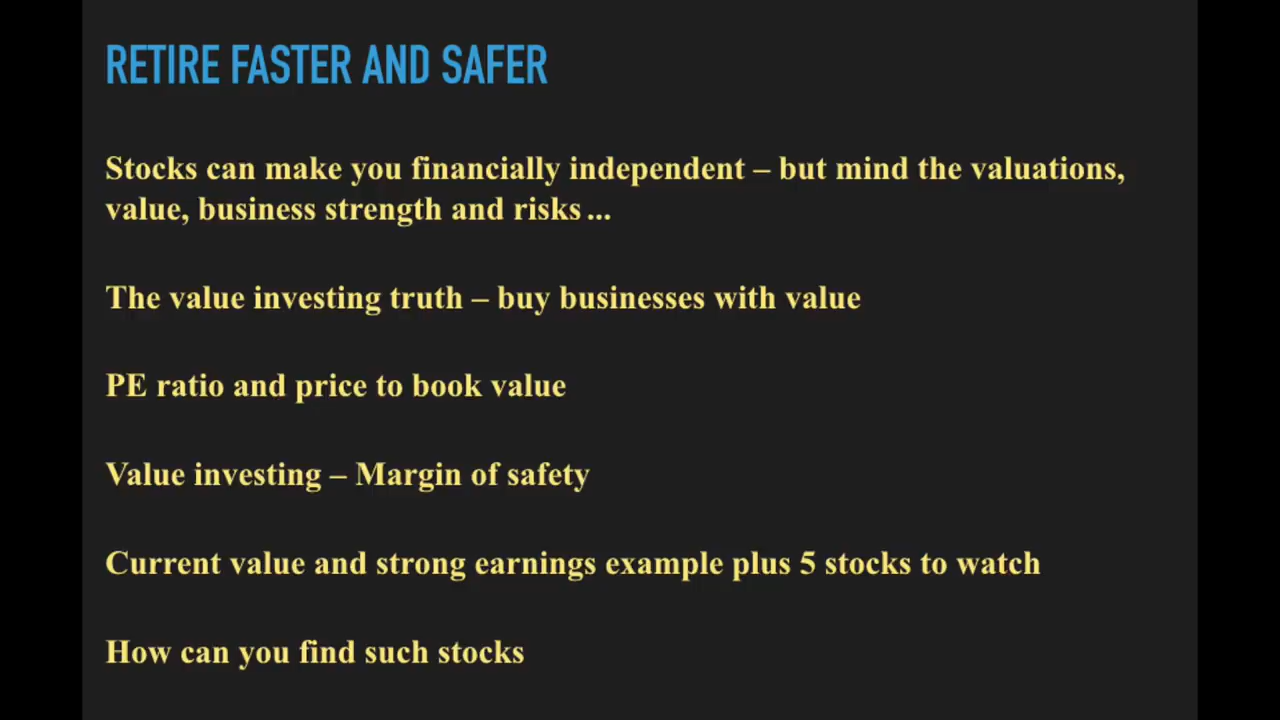 RETIRE FASTER AND SAFER
Stocks can make you financially independent – but mind the valuations,
value, business strength and risks ...
The value investing truth – buy businesses with value
PE ratio and price to book value
Value investing – Margin of safety
Current value and strong earnings example plus 5 stocks to watch
How can you find such stocks